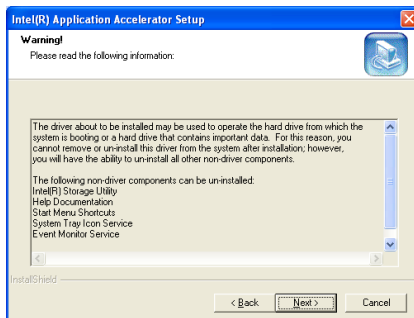 Intel(R) Application Accelerator Setup
Warning!
Please read the following information:
The driver about to be installed may be used to operate the hard drive from which the
system is booting or a hard drive that contains important data.  For this reason, you
cannot remove or un-install this driver from the system after installation; however,
you will have the ability to un-install all other non-driver components.
The following non-driver components can be un-installed:
Intel(R) Storage Utility
Help Documentation
Start Menu Shortcuts
System Tray Icon Service
Event Monitor Service
InstallShield
< Back
Next >
Cancel